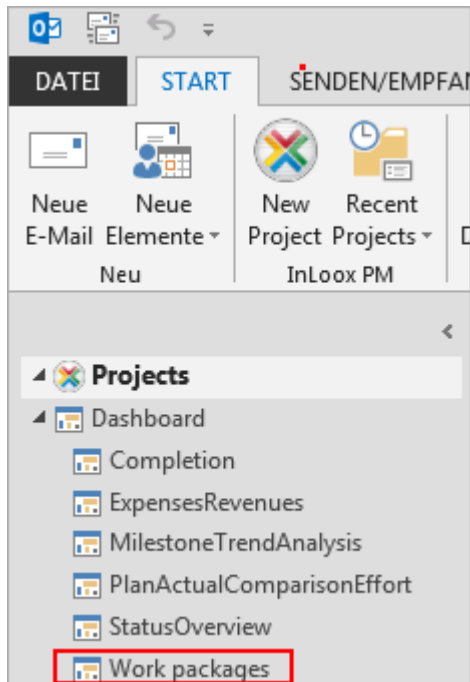 DATEI START SENDEN/EMPFAN
Neue Neue New Recent
E-Mail Elemente Project Projects
Neu InLoox PM
Projects
Dashboard
Completion
ExpensesRevenues
MilestoneTrendAnalysis
PlanActualComparisonEffort
StatusOverview
Work packages